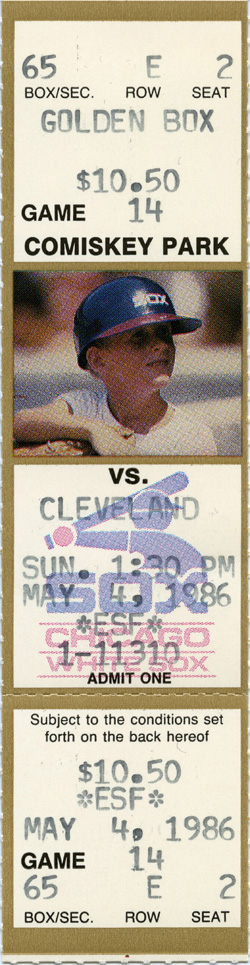 65 E 2
BOX/SEC. ROW SEAT
GOLDEN BOX
$10.50
GAME 14
COMISKEY PARK
SOX
VS.
CLEVELAND
SUN. 1:30 PM
SOX
MAY 4, 1986
*ESF*
CHICAGO
1-11310
WHITE SOX
ADMIT ONE
Subject to the conditions set
forth on the back hereof
$10.50
*ESF*
MAY 4, 1986
GAME 14
65 E 2
BOX/SEC. ROW SEAT